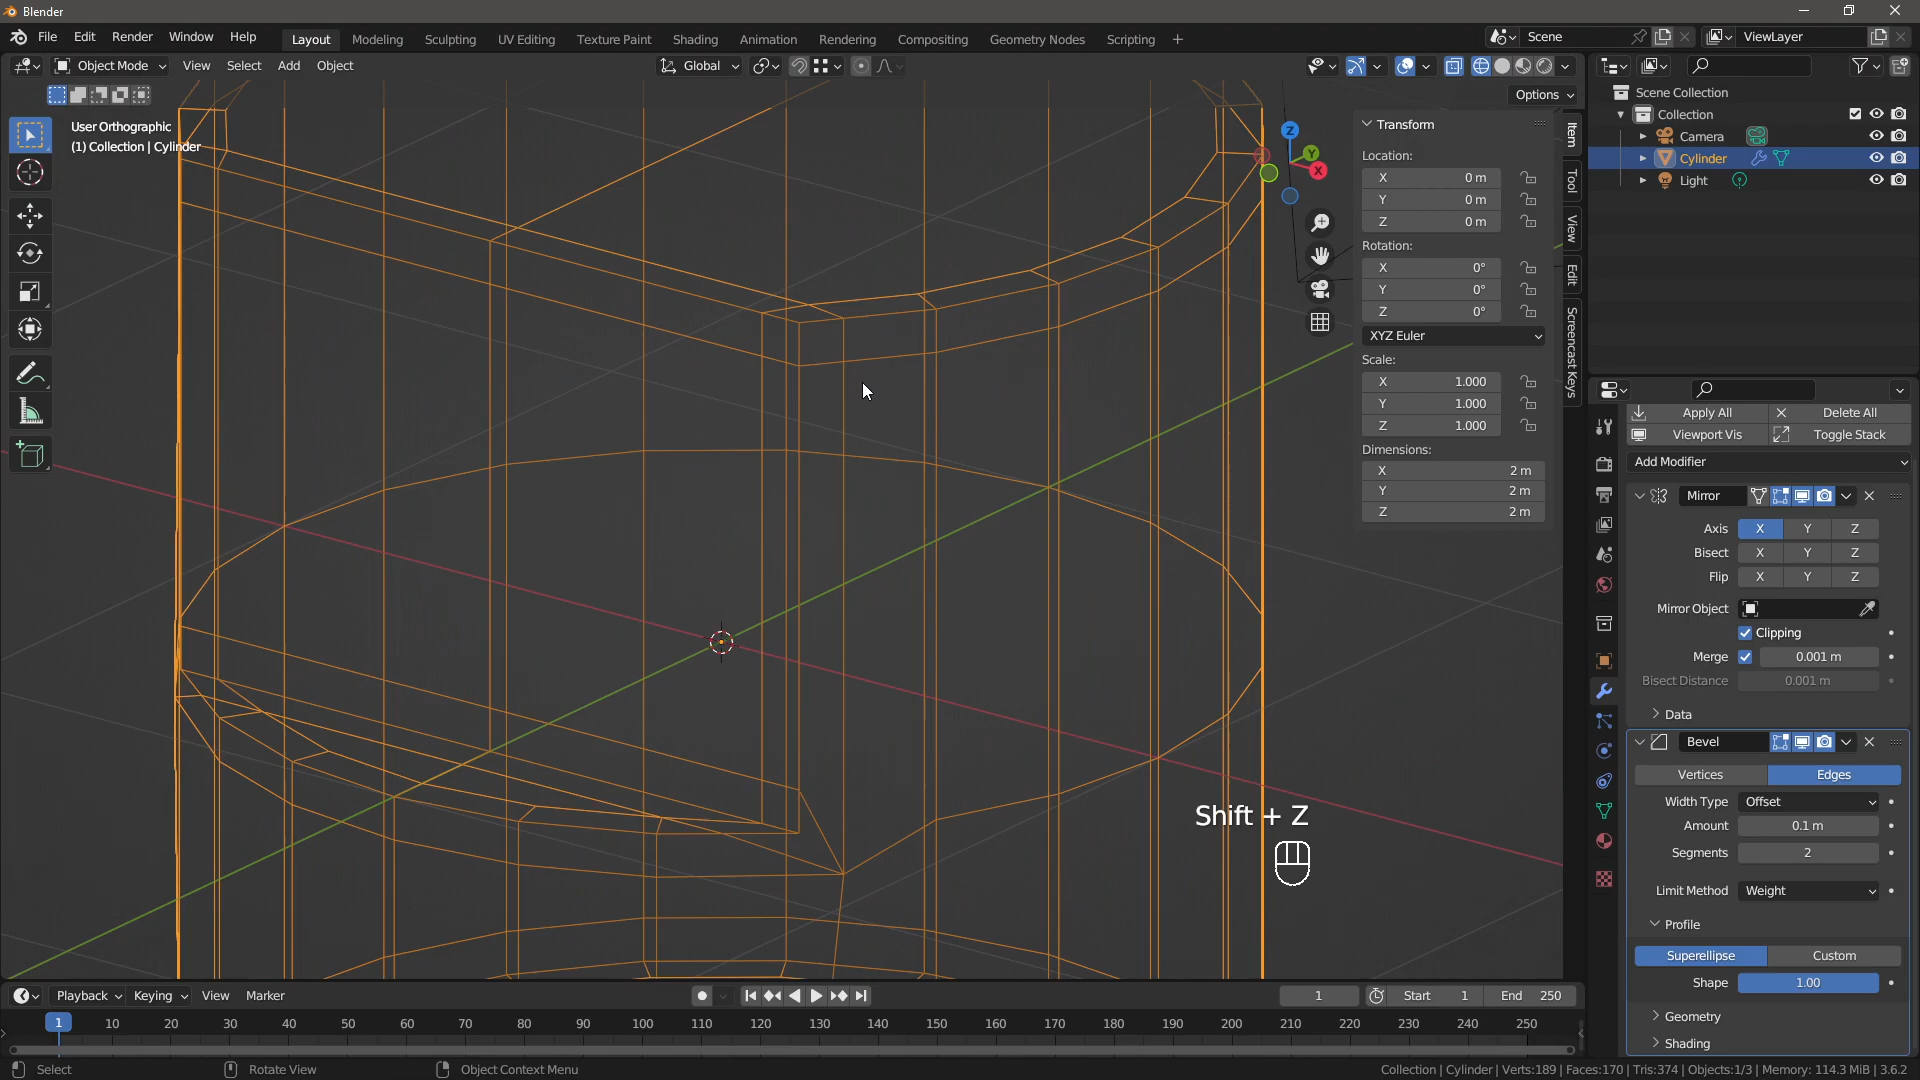 Blender
File Edit Render Window Help
Layout Modeling Sculpting UV Editing Texture Paint Shading Animation Rendering Compositing Geometry Nodes Scripting +
Scene
ViewLayer
Object Mode View Select Add Object
Global
Options
User Orthographic
(1) Collection | Cylinder
Z
Y
X
Transform
Location:
X 0 m
Y 0 m
Z 0 m
Rotation:
X 0°
Y 0°
Z 0°
XYZ Euler
Scale:
X 1.000
Y 1.000
Z 1.000
Dimensions:
X 2 m
Y 2 m
Z 2 m
Item
Tool
View
Edit
Screencast Keys
Scene Collection
Collection
Camera
Cylinder
Light
Apply All Delete All
Viewport Vis Toggle Stack
Add Modifier
Mirror
Axis X Y Z
Bisect X Y Z
Flip X Y Z
Mirror Object
Clipping
Merge 0.001 m
Bisect Distance 0.001 m
Data
Bevel
Vertices Edges
Width Type Offset
Amount 0.1 m
Segments 2
Limit Method Weight
Profile
Superellipse Custom
Shape 1.00
Geometry
Shading
Shift + Z
Playback Keying View Marker
1
Start 1 End 250
1 10 20 30 40 50 60 70 80 90 100 110 120 130 140 150 160 170 180 190 200 210 220 230 240 250
Select Rotate View Object Context Menu
Collection | Cylinder | Verts:189 | Faces:170 | Tris:374 | Objects:1/3 | Memory: 114.3 MiB | 3.6.2